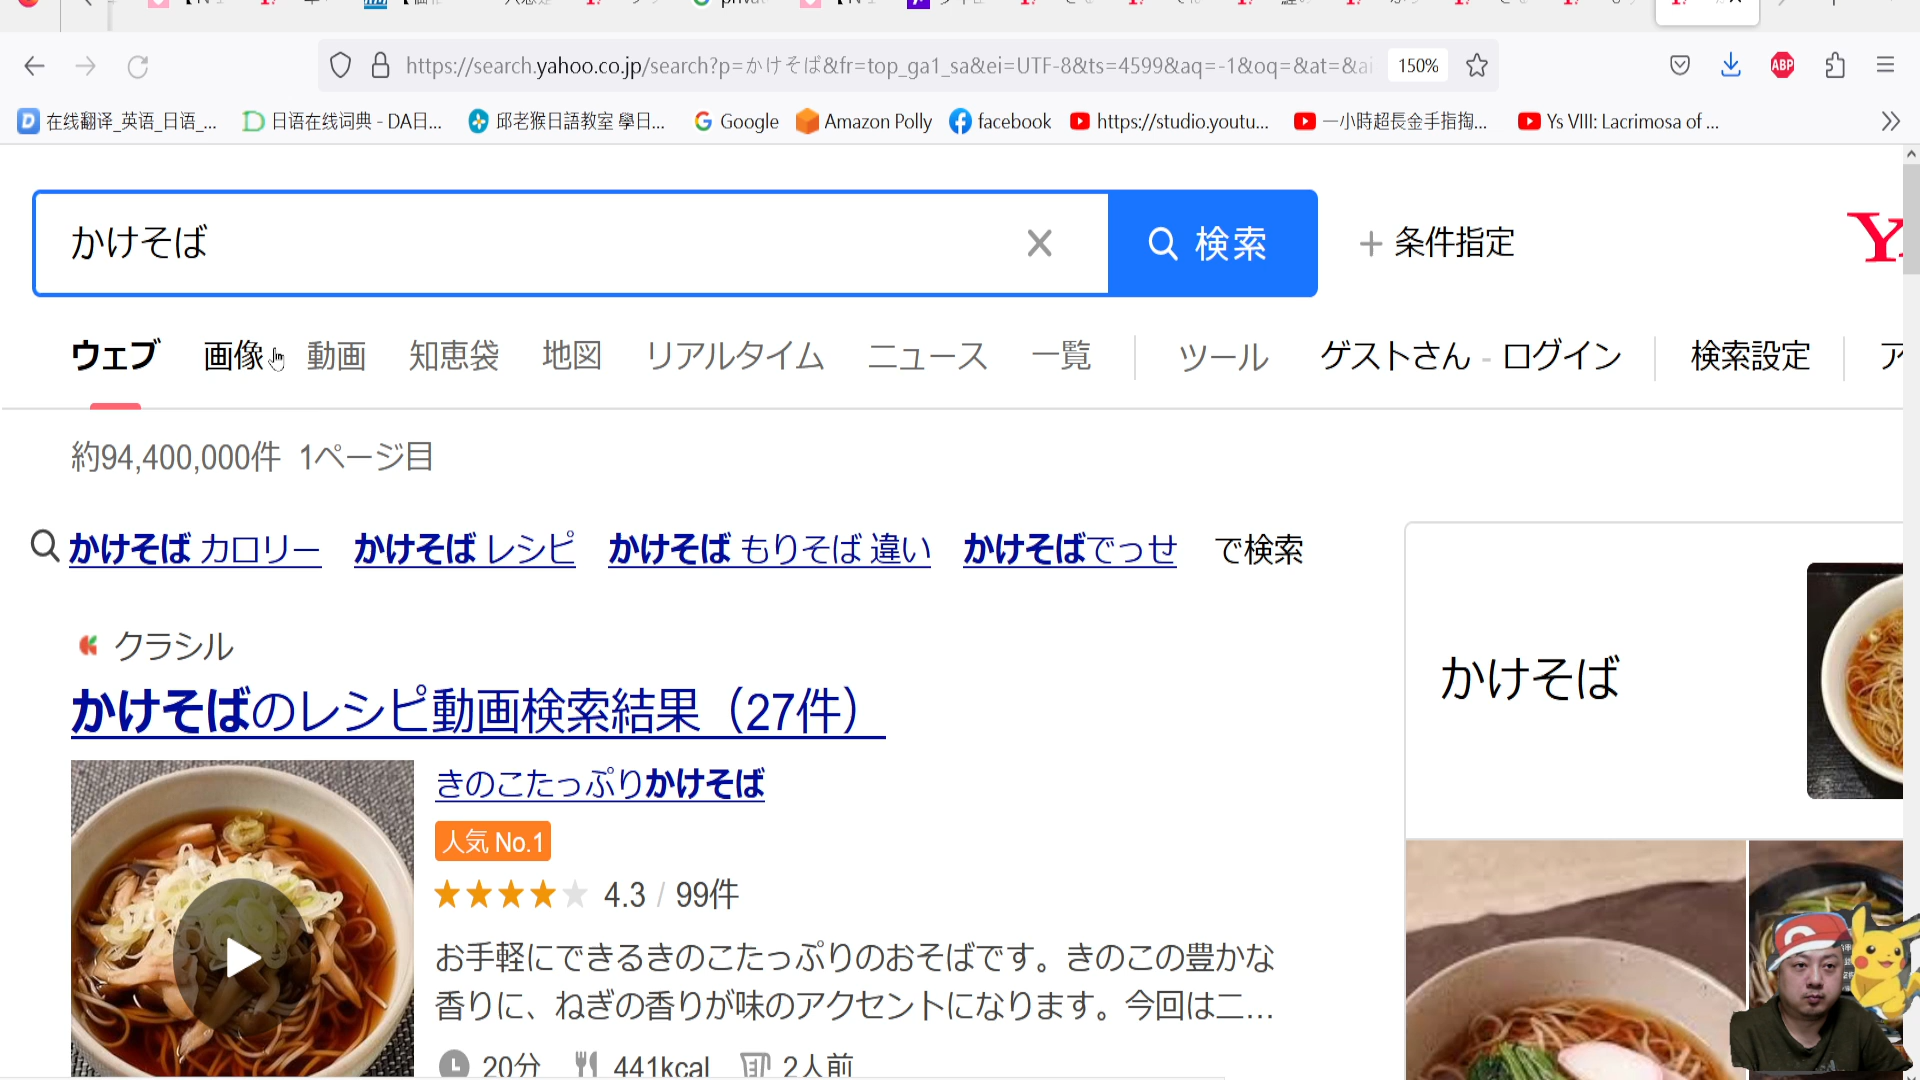 https://search.yahoo.co.jp/search?p=かけそば&fr=top_ga1_sa&ei=UTF-8&ts=4599&aq=-1&oq=&at=&ai
150%
ABP
在线翻译_英语_日语_...
日语在线词典 - DA日...
邱老猴日語教室 學日...
Google
Amazon Polly
facebook
https://studio.youtu...
一小時超長金手指掏...
Ys VIII: Lacrimosa of ...
かけそば
検索
条件指定
ウェブ 画像 動画 知恵袋 地図 リアルタイム ニュース 一覧 ツール ゲストさん - ログイン 検索設定
約94,400,000件 1ページ目
かけそば カロリー かけそば レシピ かけそば もりそば 違い かけそばでっせ で検索
クラシル
かけそばのレシピ動画検索結果（27件）
かけそば
きのこたっぷりかけそば
人気 No.1
4.3 / 99件
お手軽にできるきのこたっぷりのおそばです。きのこの豊かな
香りに、ねぎの香りが味のアクセントになります。今回は二...
20分 441kcal 2人前